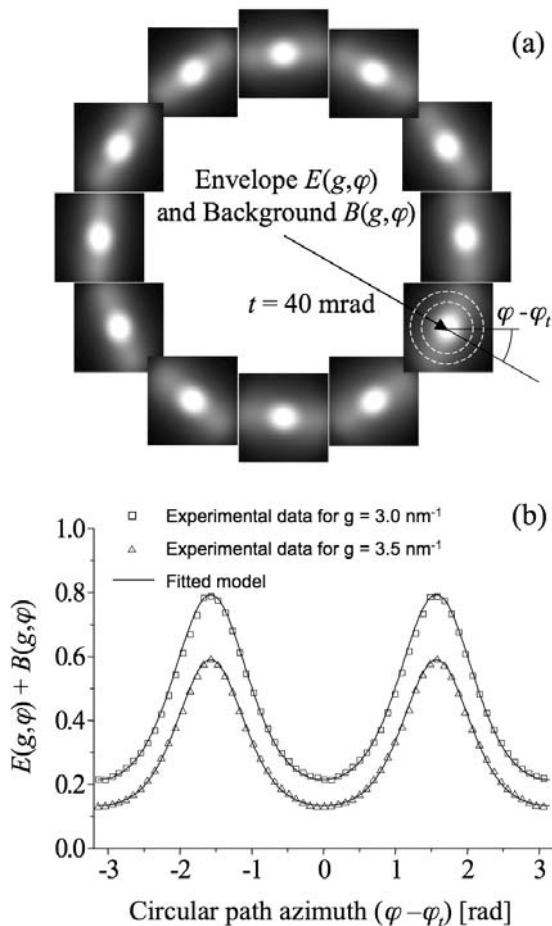 (a)
Envelope E(g,φ)
and Background B(g,φ)
t = 40 mrad
φ - φₜ
(b)
Experimental data for g = 3.0 nm⁻¹
Experimental data for g = 3.5 nm⁻¹
Fitted model
1.0
0.8
0.6
0.4
0.2
0.0
E(g,φ) + B(g,φ)
-3 -2 -1 0 1 2 3
Circular path azimuth (φ – φₜ) [rad]